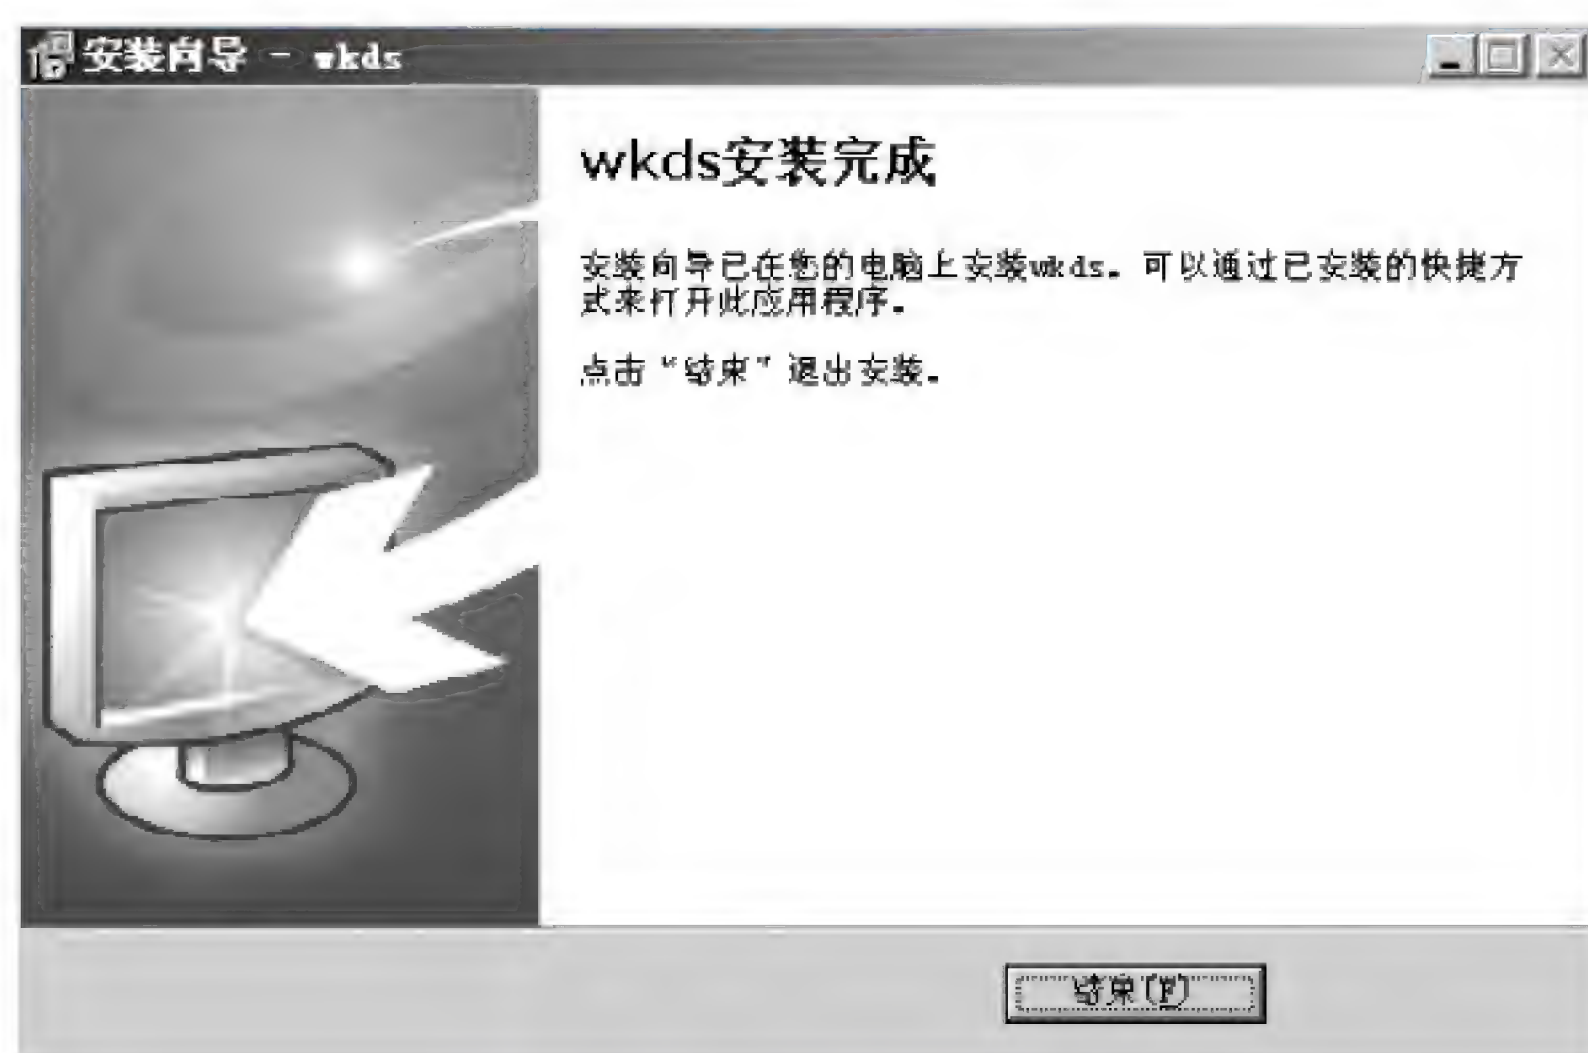 安装向导 - wkds
wkds安装完成
安装向导已在您的电脑上安装wkds。可以通过已安装的快捷方
式来打开此应用程序。
点击“结束”退出安装。
结束(F)